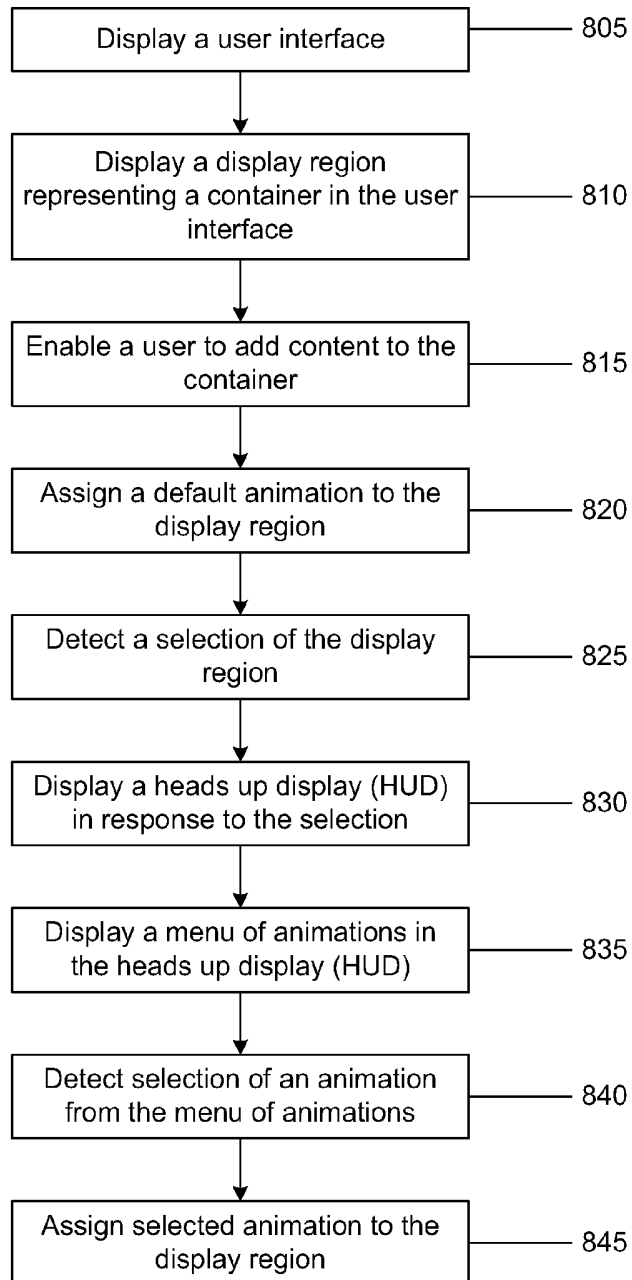 Display a user interface
805
Display a display region
representing a container in the user
interface
810
Enable a user to add content to the
container
815
Assign a default animation to the
display region
820
Detect a selection of the display
region
825
Display a heads up display (HUD)
in response to the selection
830
Display a menu of animations in
the heads up display (HUD)
835
Detect selection of an animation
from the menu of animations
840
Assign selected animation to the
display region
845